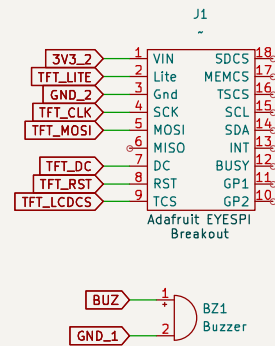 J1
~
3V3_2 1 VIN SDCS 18
TFT_LITE 2 Lite MEMCS 17
GND_2 3 Gnd TSCS 16
TFT_CLK 4 SCK SCL 15
TFT_MOSI 5 MOSI SDA 14
6 MISO INT 13
TFT_DC 7 DC BUSY 12
TFT_RST 8 RST GP1 11
TFT_LCDCS 9 TCS GP2 10
Adafruit EYESPI
Breakout
BUZ 1
+ BZ1
Buzzer
GND_1 2